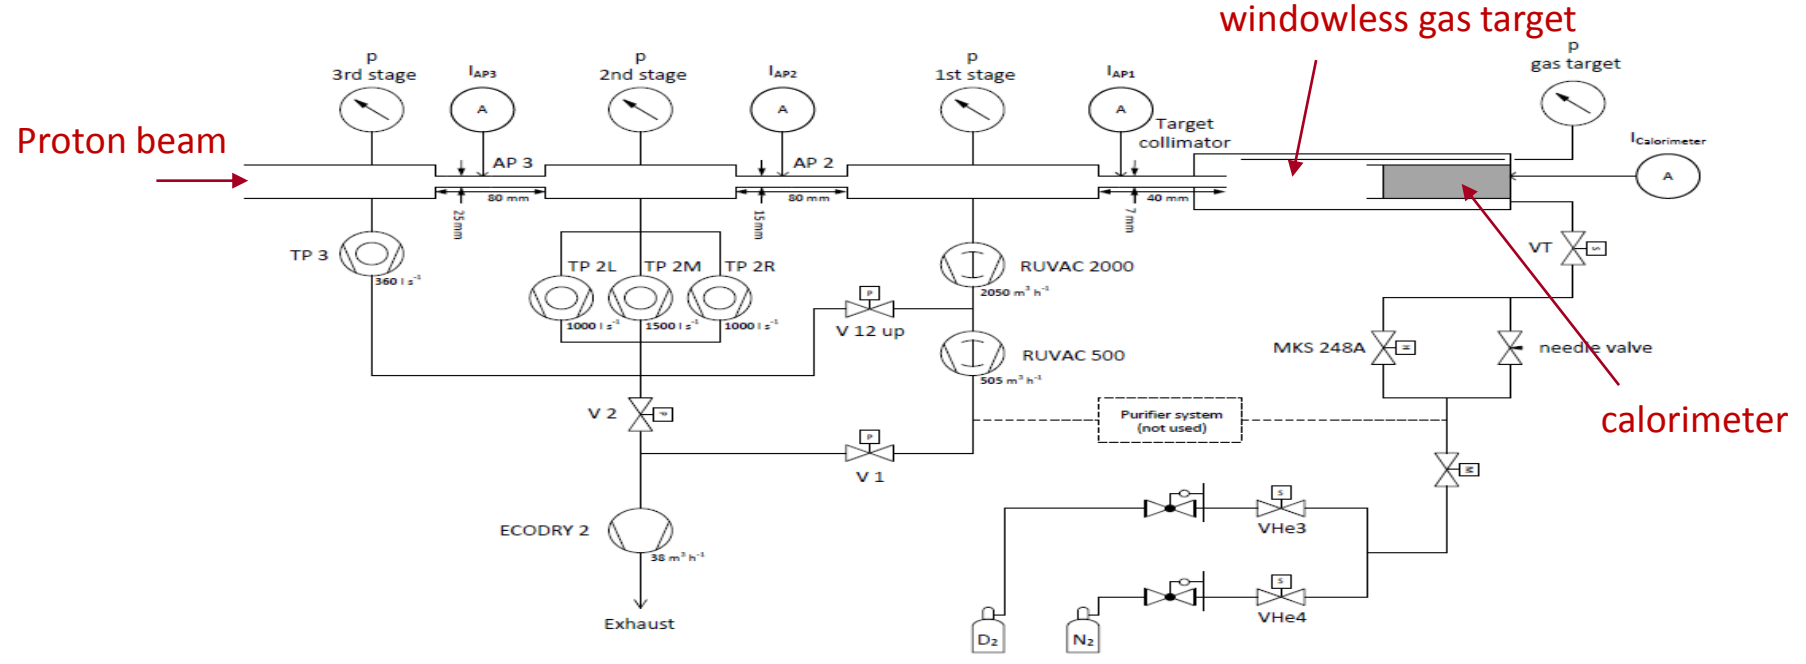 windowless gas target
p
3rd stage
I_AP3
p
2nd stage
I_AP2
p
1st stage
I_AP1
p
gas target
Proton beam
A
A
A
Target
collimator
I_Calorimeter
A
AP 3
AP 2
80 mm
80 mm
40 mm
25 mm
15 mm
7 mm
TP 3
360 l s⁻¹
TP 2L
TP 2M
TP 2R
1000 l s⁻¹
1500 l s⁻¹
1000 l s⁻¹
RUVAC 2000
2050 m³ h⁻¹
VT
S
P
V 12 up
RUVAC 500
505 m³ h⁻¹
MKS 248A
needle valve
V 2
P
Purifier system
(not used)
calorimeter
P
V 1
M
ECODRY 2
38 m³ h⁻¹
S
VHe3
S
VHe4
Exhaust
D₂
N₂